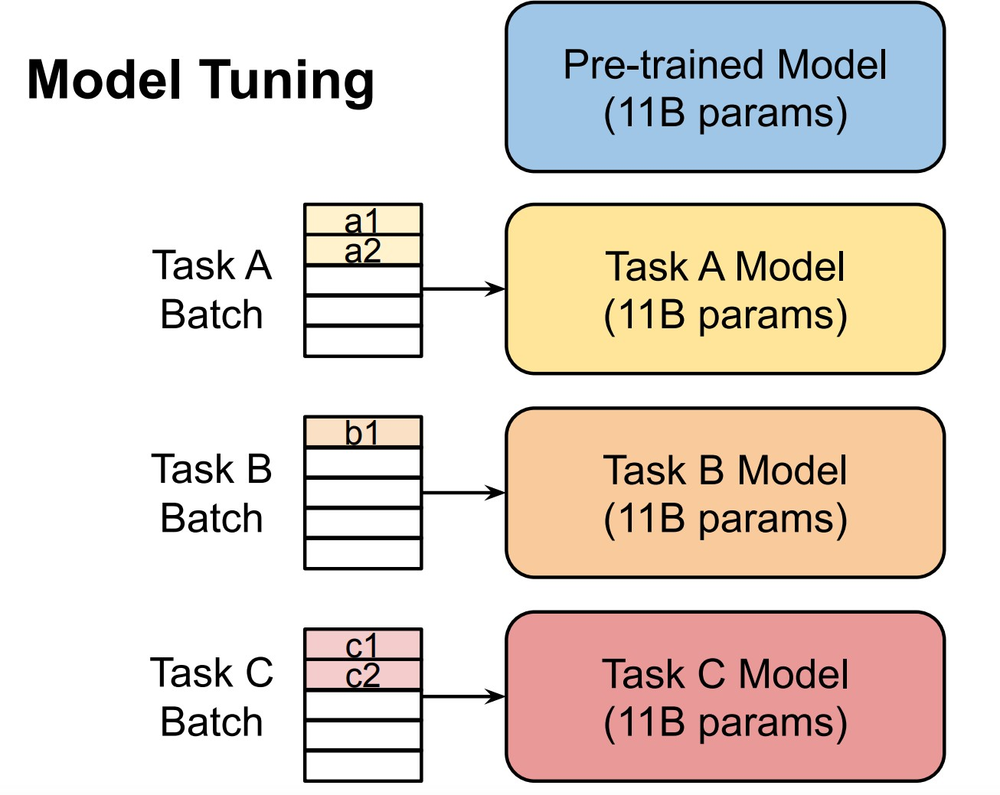 Model Tuning
Pre-trained Model
(11B params)
a1
a2
Task A
Batch
Task A Model
(11B params)
b1
Task B
Batch
Task B Model
(11B params)
c1
c2
Task C
Batch
Task C Model
(11B params)